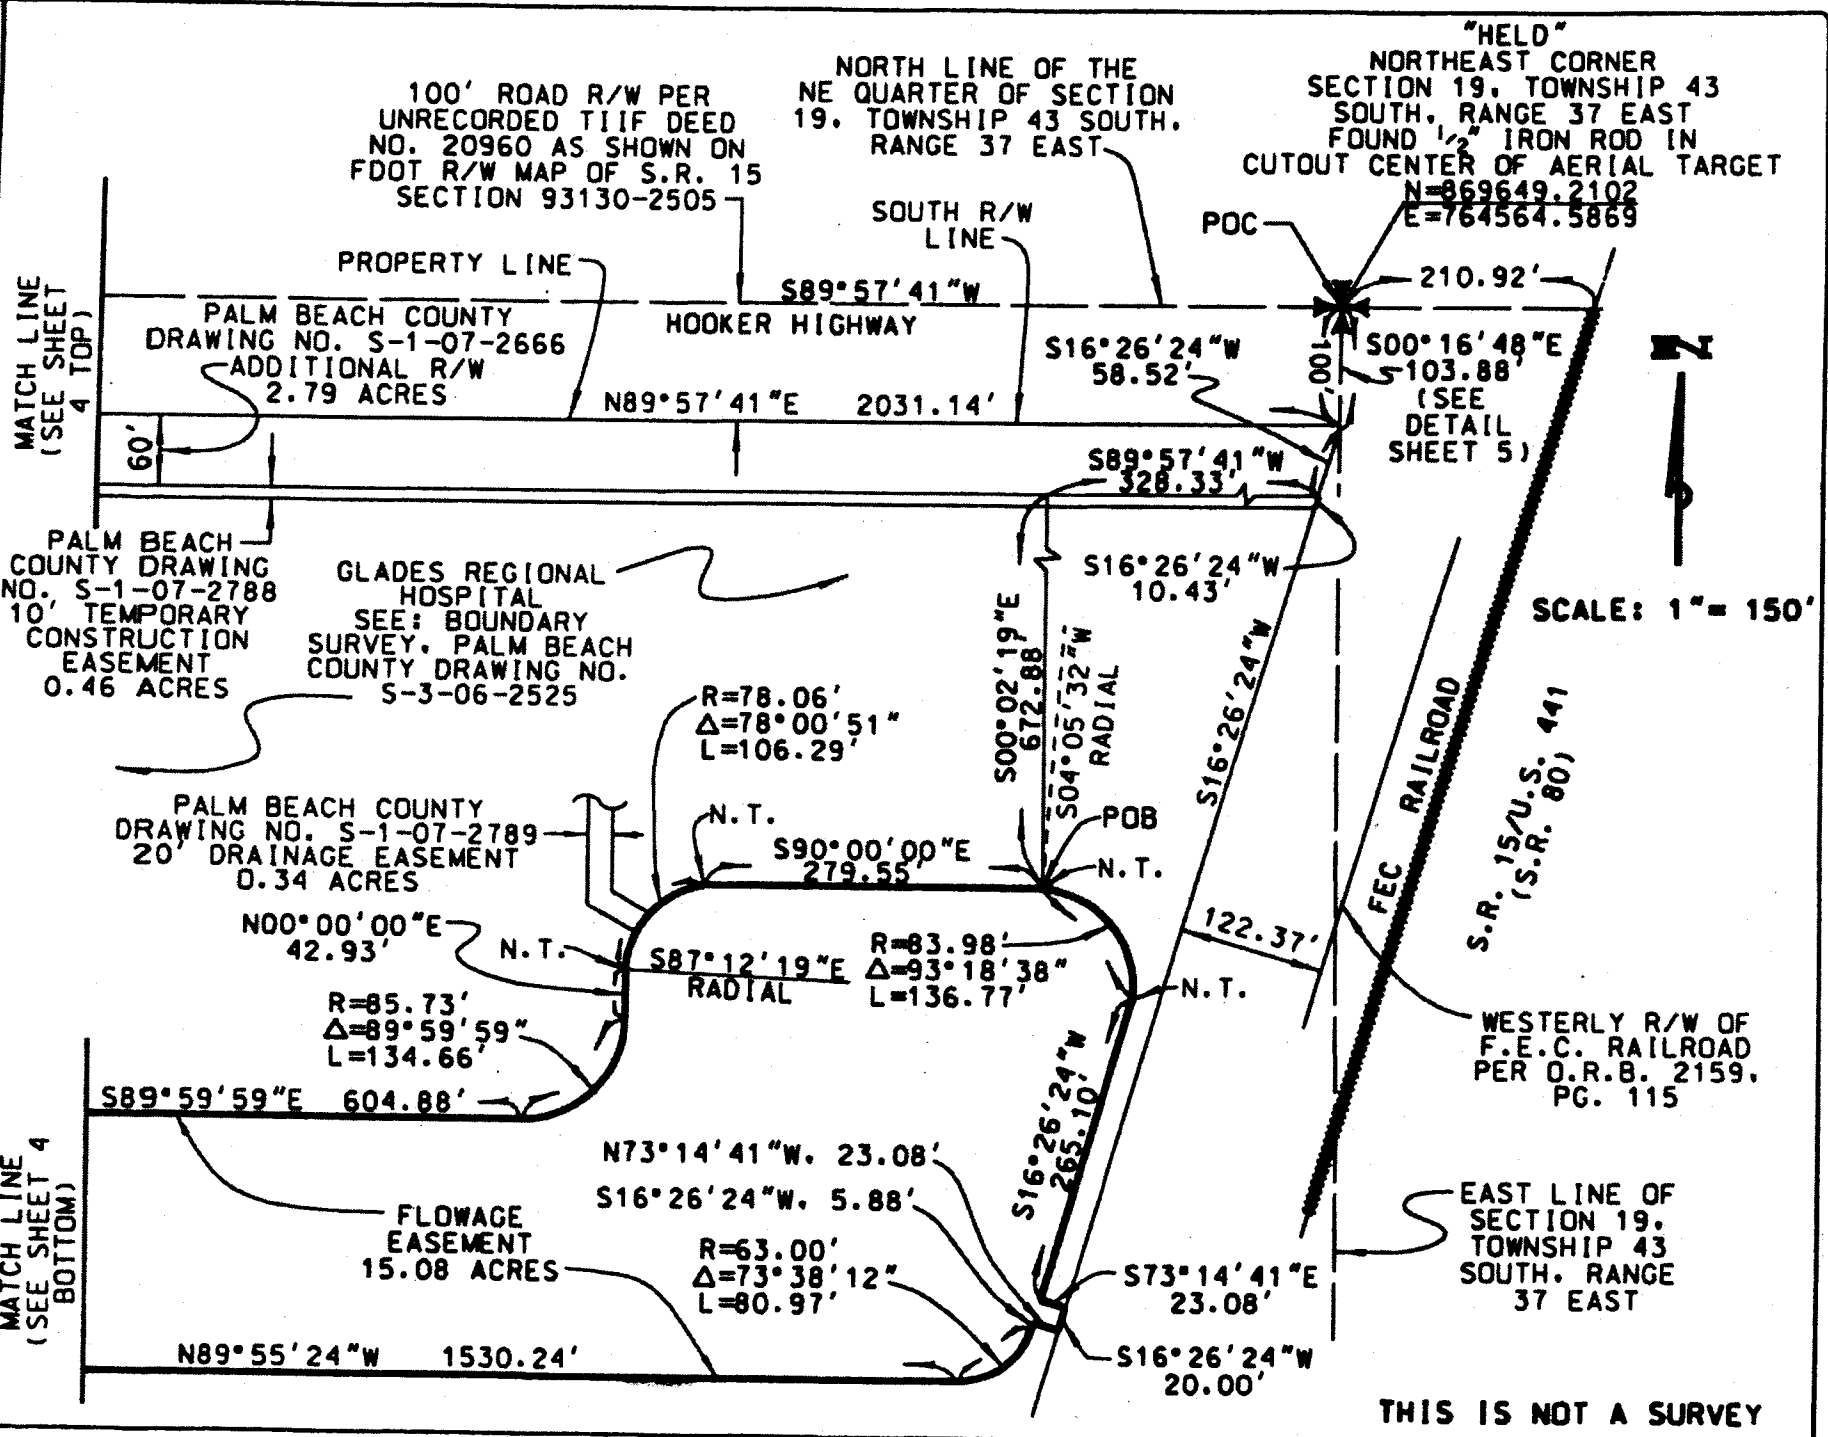 "HELD"
NORTHEAST CORNER
SECTION 19, TOWNSHIP 43
SOUTH, RANGE 37 EAST
FOUND 1/2" IRON ROD IN
CUTOUT CENTER OF AERIAL TARGET
N=869649.2102
E=764564.5869
NORTH LINE OF THE
NE QUARTER OF SECTION
19, TOWNSHIP 43 SOUTH,
RANGE 37 EAST
100' ROAD R/W PER
UNRECORDED TIIF DEED
NO. 20960 AS SHOWN ON
FDOT R/W MAP OF S.R. 15
SECTION 93130-2505
SOUTH R/W
LINE
POC
PROPERTY LINE
210.92'
S89°57'41"W
HOOKER HIGHWAY
MATCH LINE
(SEE SHEET
4 TOP)
PALM BEACH COUNTY
DRAWING NO. S-1-07-2666
ADDITIONAL R/W
2.79 ACRES
S16°26'24"W
58.52'
100'
S00°16'48"E
103.88'
(SEE
DETAIL
SHEET 5)
N
N89°57'41"E 2031.14'
60'
S89°57'41"W
328.33'
PALM BEACH
COUNTY DRAWING
NO. S-1-07-2788
10' TEMPORARY
CONSTRUCTION
EASEMENT
0.46 ACRES
GLADES REGIONAL
HOSPITAL
SEE: BOUNDARY
SURVEY, PALM BEACH
COUNTY DRAWING NO.
S-3-06-2525
S16°26'24"W
10.43'
SCALE: 1"= 150'
S00°02'19"E
672.88'
S04°05'32"W
RADIAL
S16°26'24"W
FEC RAILROAD
S.R. 15/U.S. 441
(S.R. 80)
R=78.06'
Δ=78°00'51"
L=106.29'
PALM BEACH COUNTY
DRAWING NO. S-1-07-2789
20' DRAINAGE EASEMENT
0.34 ACRES
N.T.
S90°00'00"E
279.55'
POB
N.T.
N00°00'00"E
42.93'
N.T.
S87°12'19"E
RADIAL
R=83.98'
Δ=93°18'38"
L=136.77'
122.37'
N.T.
R=85.73'
Δ=89°59'59"
L=134.66'
WESTERLY R/W OF
F.E.C. RAILROAD
PER O.R.B. 2159,
PG. 115
S89°59'59"E 604.88'
S16°26'24"W
265.10'
N73°14'41"W, 23.08'
S16°26'24"W, 5.88'
MATCH LINE
(SEE SHEET 4
BOTTOM)
FLOWAGE
EASEMENT
15.08 ACRES
R=63.00'
Δ=73°38'12"
L=80.97'
S73°14'41"E
23.08'
EAST LINE OF
SECTION 19,
TOWNSHIP 43
SOUTH, RANGE
37 EAST
N89°55'24"W 1530.24'
S16°26'24"W
20.00'
THIS IS NOT A SURVEY